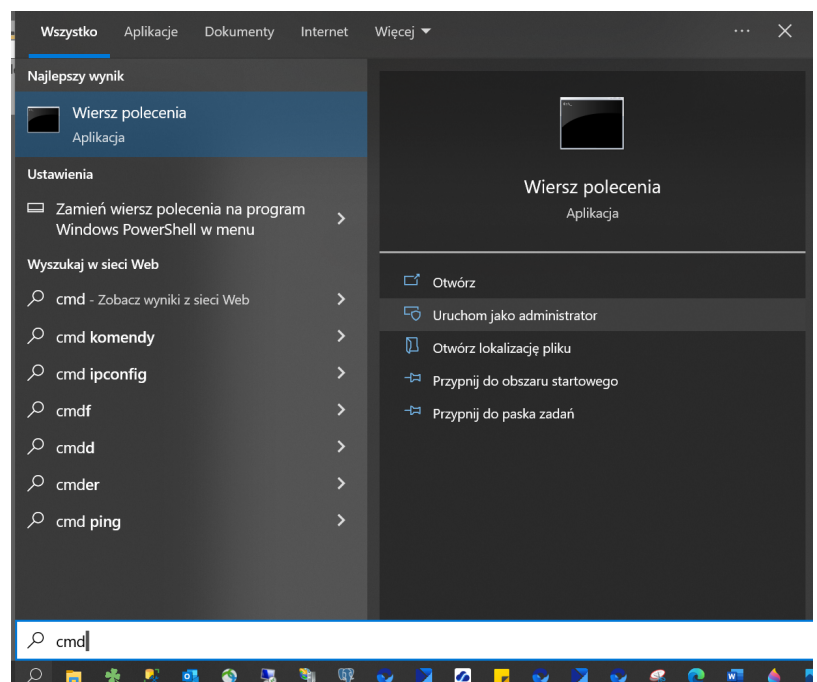 Wszystko Aplikacje Dokumenty Internet Więcej
Najlepszy wynik
Wiersz polecenia
Aplikacja
Ustawienia
Zamień wiersz polecenia na program
Windows PowerShell w menu
Wyszukaj w sieci Web
cmd - Zobacz wyniki z sieci Web
cmd komendy
cmd ipconfig
cmdf
cmdd
cmder
cmd ping
Wiersz polecenia
Aplikacja
Otwórz
Uruchom jako administrator
Otwórz lokalizację pliku
Przypnij do obszaru startowego
Przypnij do paska zadań
cmd